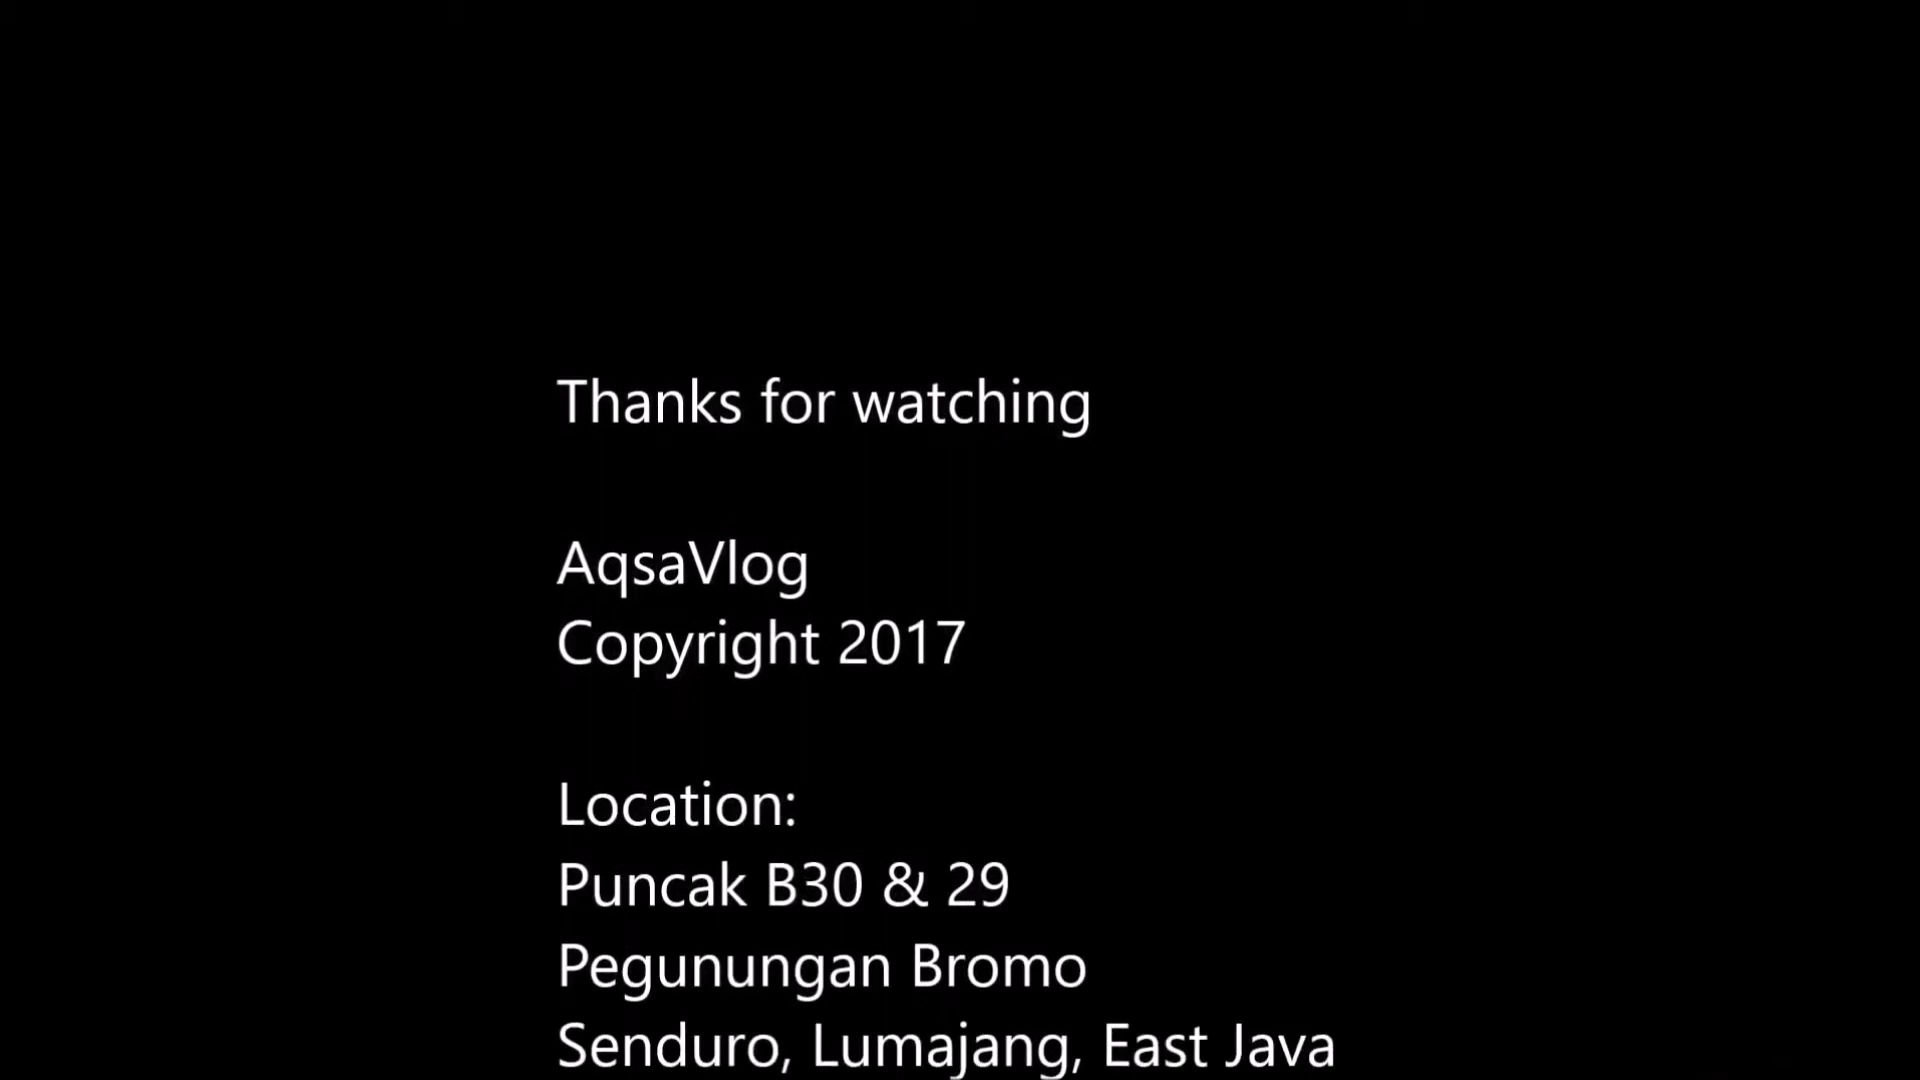 Thanks for watching
AqsaVlog
Copyright 2017
Location:
Puncak B30 & 29
Pegunungan Bromo
Senduro, Lumajang, East Java